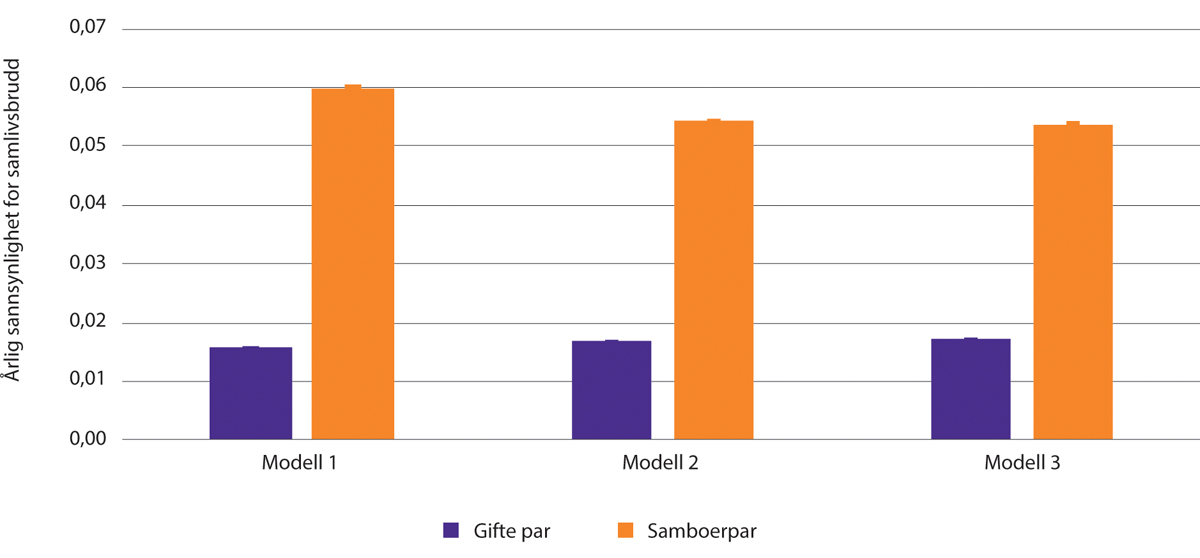 Årlig sannsynlighet for samlivsbrudd
0,07
0,06
0,05
0,04
0,03
0,02
0,01
0,00
Modell 1
Modell 2
Modell 3
Gifte par
Samboerpar